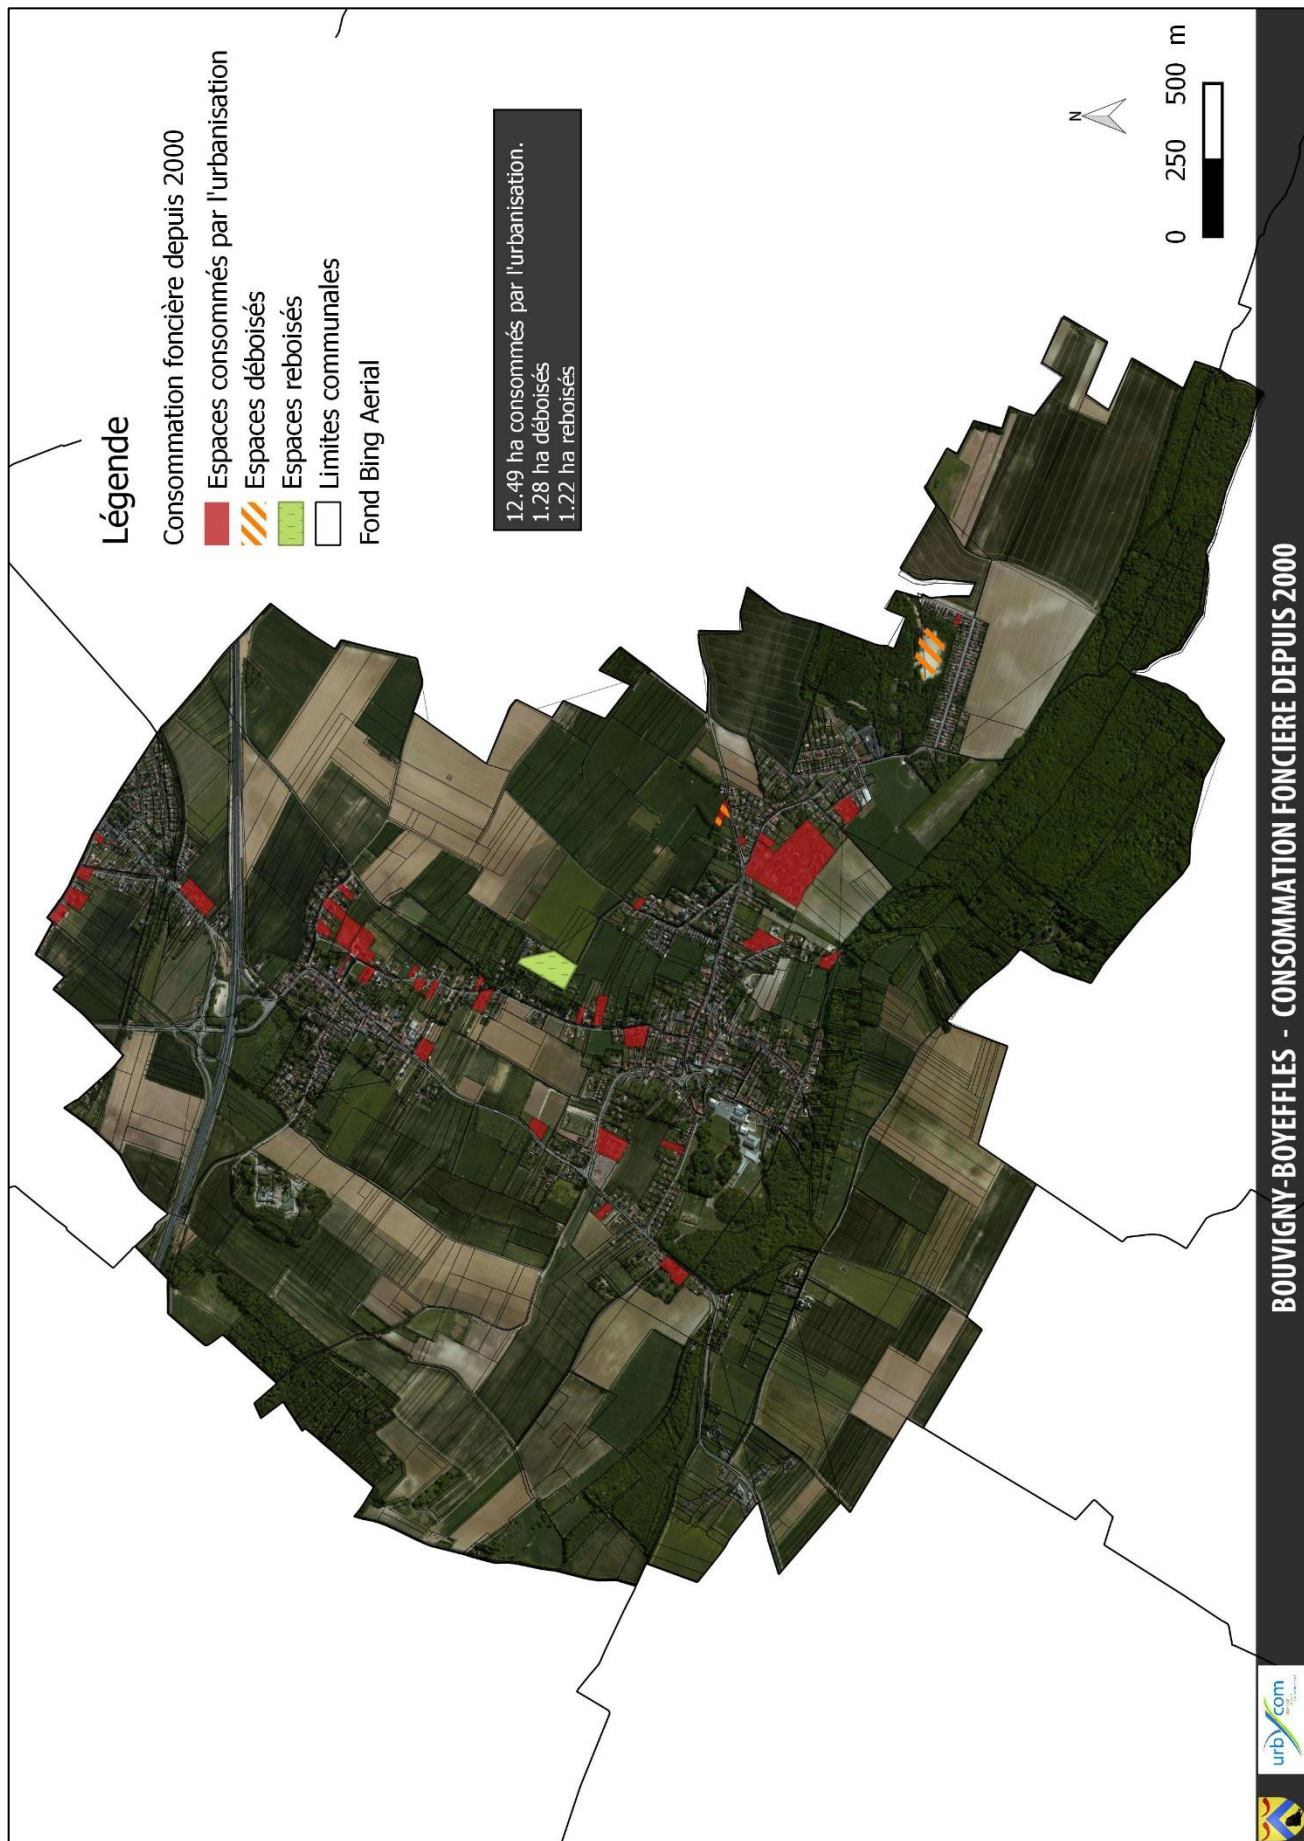 Légende
Consommation foncière depuis 2000
Espaces consommés par l'urbanisation
Espaces déboisés
Espaces reboisés
Limites communales
Fond Bing Aerial
12.49 ha consommés par l'urbanisation.
1.28 ha déboisés
1.22 ha reboisés
N
0 250 500 m
urbycom
BOUVIGNY-BOYEFFLES - CONSOMMATION FONCIERE DEPUIS 2000